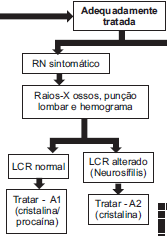 Adequadamente
tratada
RN sintomático
Raios-X ossos, punção
lombar e hemograma
LCR normal
LCR alterado
(Neurosífilis)
Tratar - A1
(cristalina/
procaína)
Tratar - A2
(cristalina)